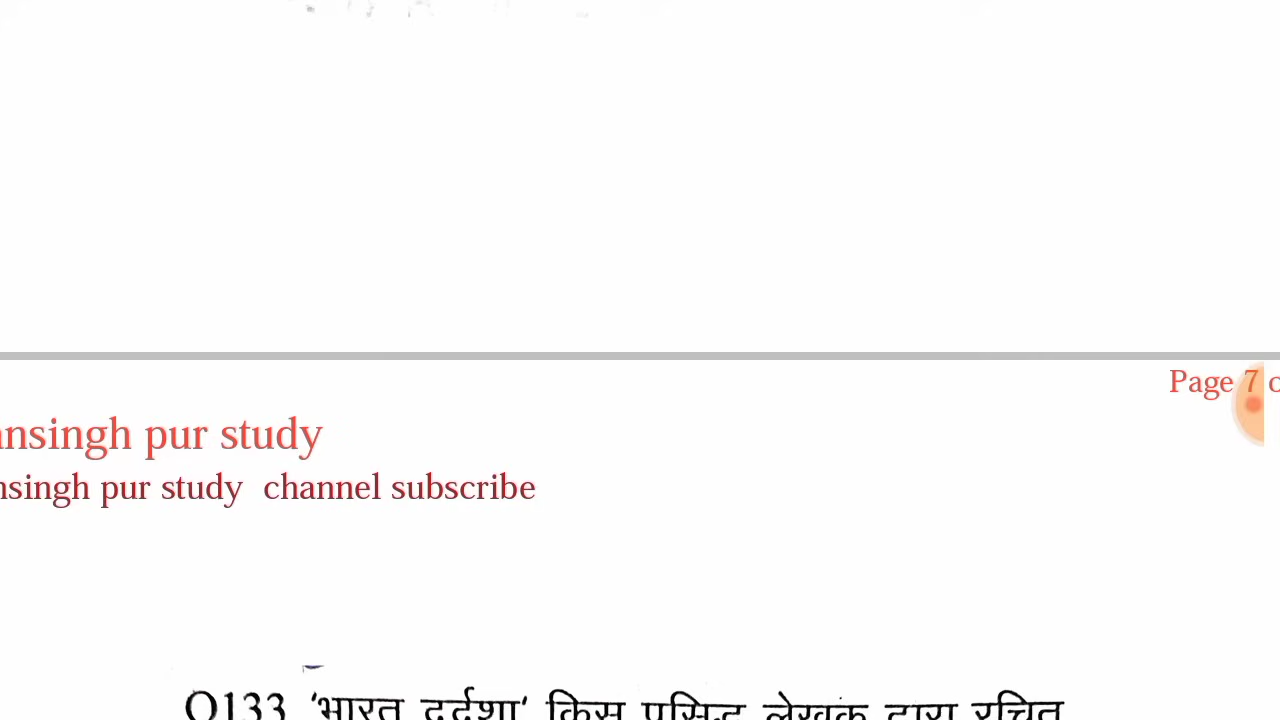 Page 7 o
nsingh pur study
nsingh pur study channel subscribe
Q133 'भारत दुर्दशा' किस प्रसिद्ध लेखक द्वारा रचित